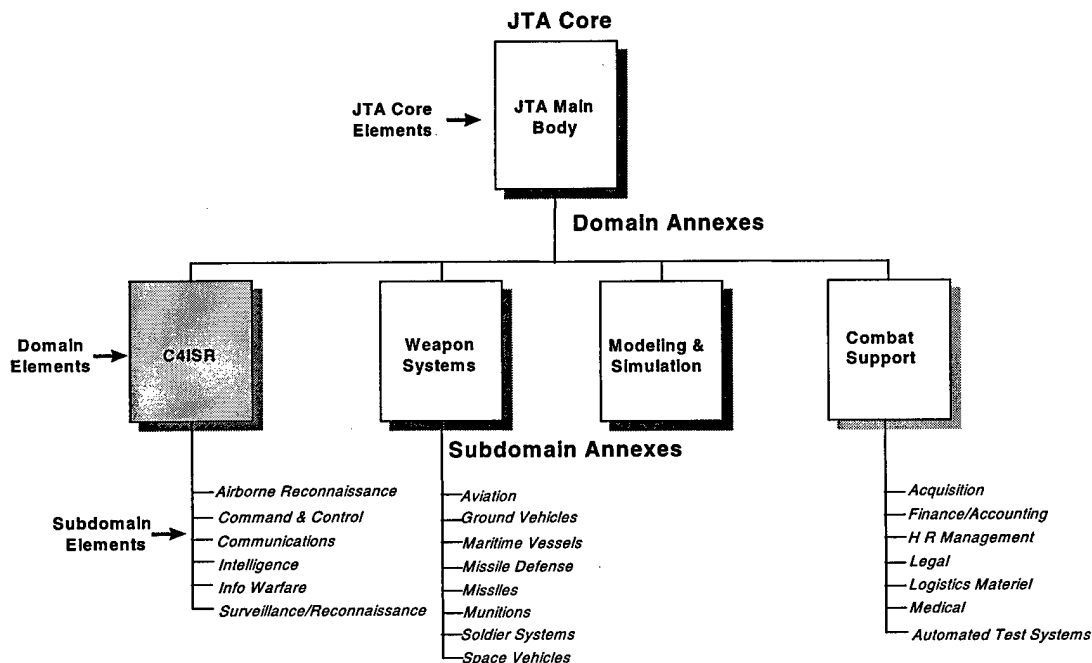 JTA Core
JTA Core
Elements
JTA Main
Body
Domain Annexes
Domain
Elements
C4ISR
Weapon
Systems
Modeling &
Simulation
Combat
Support
Subdomain Annexes
Subdomain
Elements
Airborne Reconnaissance
Command & Control
Communications
Intelligence
Info Warfare
Surveillance/Reconnaissance
Aviation
Ground Vehicles
Maritime Vessels
Missile Defense
Missiles
Munitions
Soldier Systems
Space Vehicles
Acquisition
Finance/Accounting
H R Management
Legal
Logistics Materiel
Medical
Automated Test Systems